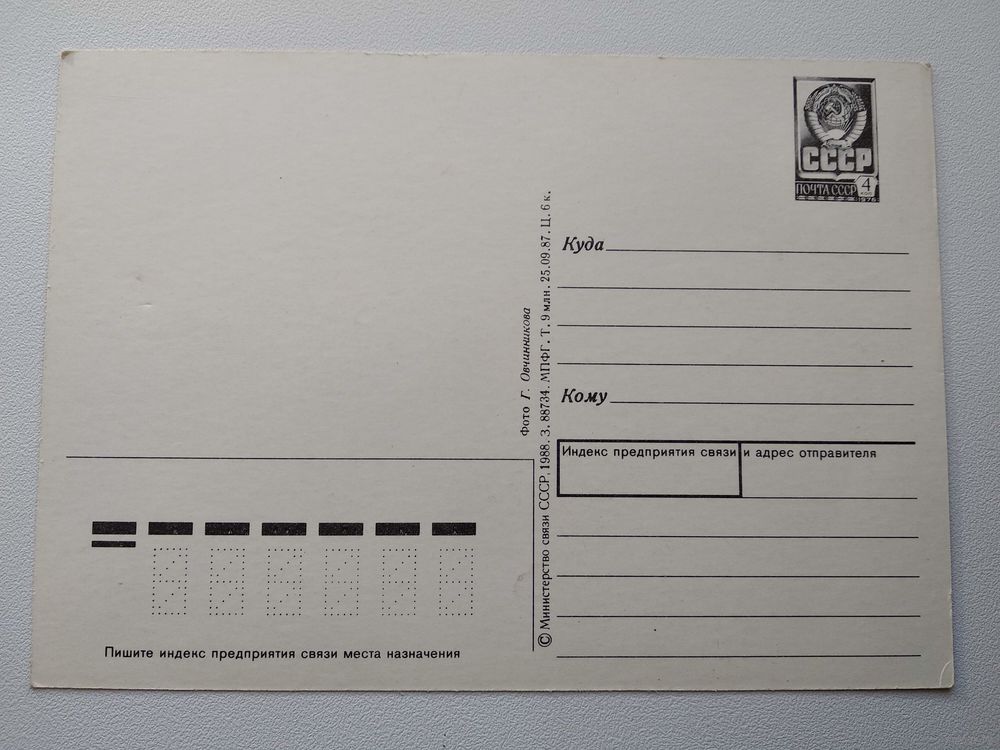 СССР
ПОЧТА СССР 4
коп
1976
Куда
Кому
Индекс предприятия связи и адрес отправителя
Фото Г. Овчинникова
© Министерство связи СССР, 1988. З. 88734. МПФГ. Т. 9 млн. 25.09.87. Ц. 6 к.
Пишите индекс предприятия связи места назначения